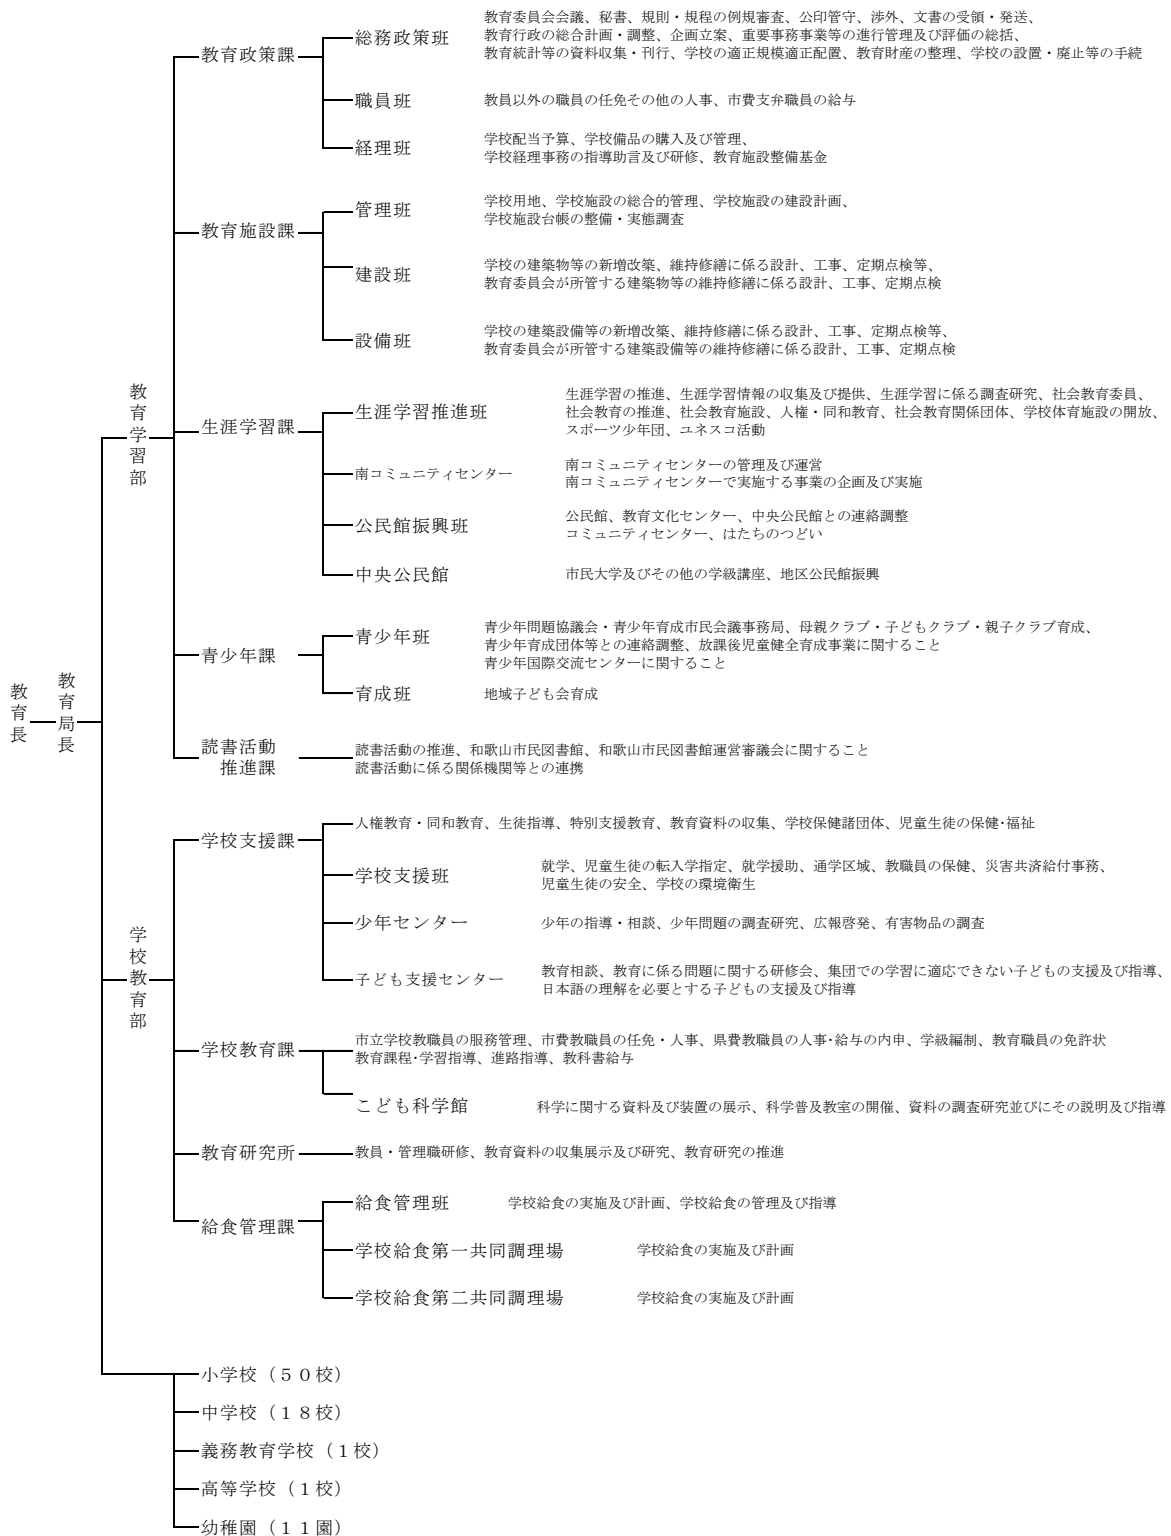 教育長
教育局長
教育学習部
教育政策課
総務政策班
教育委員会会議、秘書、規則・規程の例規審査、公印管守、渉外、文書の受領・発送、
教育行政の総合計画・調整、企画立案、重要事務事業等の進行管理及び評価の総括、
教育統計等の資料収集・刊行、学校の適正規模適正配置、教育財産の整理、学校の設置・廃止等の手続
職員班
教員以外の職員の任免その他の人事、市費支弁職員の給与
経理班
学校配当予算、学校備品の購入及び管理、
学校経理事務の指導助言及び研修、教育施設整備基金
教育施設課
管理班
学校用地、学校施設の総合的管理、学校施設の建設計画、
学校施設台帳の整備・実態調査
建設班
学校の建築物等の新増改築、維持修繕に係る設計、工事、定期点検等、
教育委員会が所管する建築物等の維持修繕に係る設計、工事、定期点検
設備班
学校の建築設備等の新増改築、維持修繕に係る設計、工事、定期点検等、
教育委員会が所管する建築設備等の維持修繕に係る設計、工事、定期点検
生涯学習課
生涯学習推進班
生涯学習の推進、生涯学習情報の収集及び提供、生涯学習に係る調査研究、社会教育委員、
社会教育の推進、社会教育施設、人権・同和教育、社会教育関係団体、学校体育施設の開放、
スポーツ少年団、ユネスコ活動
南コミュニティセンター
南コミュニティセンターの管理及び運営
南コミュニティセンターで実施する事業の企画及び実施
公民館振興班
公民館、教育文化センター、中央公民館との連絡調整
コミュニティセンター、はたちのつどい
中央公民館
市民大学及びその他の学級講座、地区公民館振興
青少年課
青少年班
青少年問題協議会・青少年育成市民会議事務局、母親クラブ・子どもクラブ・親子クラブ育成、
青少年育成団体等との連絡調整、放課後児童健全育成事業に関すること
青少年国際交流センターに関すること
育成班
地域子ども会育成
読書活動
推進課
読書活動の推進、和歌山市民図書館、和歌山市民図書館運営審議会に関すること
読書活動に係る関係機関等との連携
学校教育部
学校支援課
人権教育・同和教育、生徒指導、特別支援教育、教育資料の収集、学校保健諸団体、児童生徒の保健･福祉
学校支援班
就学、児童生徒の転入学指定、就学援助、通学区域、教職員の保健、災害共済給付事務、
児童生徒の安全、学校の環境衛生
少年センター
少年の指導・相談、少年問題の調査研究、広報啓発、有害物品の調査
子ども支援センター
教育相談、教育に係る問題に関する研修会、集団での学習に適応できない子どもの支援及び指導、
日本語の理解を必要とする子どもの支援及び指導
学校教育課
市立学校教職員の服務管理、市費教職員の任免・人事、県費教職員の人事･給与の内申、学級編制、教育職員の免許状
教育課程･学習指導、進路指導、教科書給与
こども科学館
科学に関する資料及び装置の展示、科学普及教室の開催、資料の調査研究並びにその説明及び指導
教育研究所
教員・管理職研修、教育資料の収集展示及び研究、教育研究の推進
給食管理課
給食管理班
学校給食の実施及び計画、学校給食の管理及び指導
学校給食第一共同調理場
学校給食の実施及び計画
学校給食第二共同調理場
学校給食の実施及び計画
小学校（５０校）
中学校（１８校）
義務教育学校（１校）
高等学校（１校）
幼稚園（１１園）